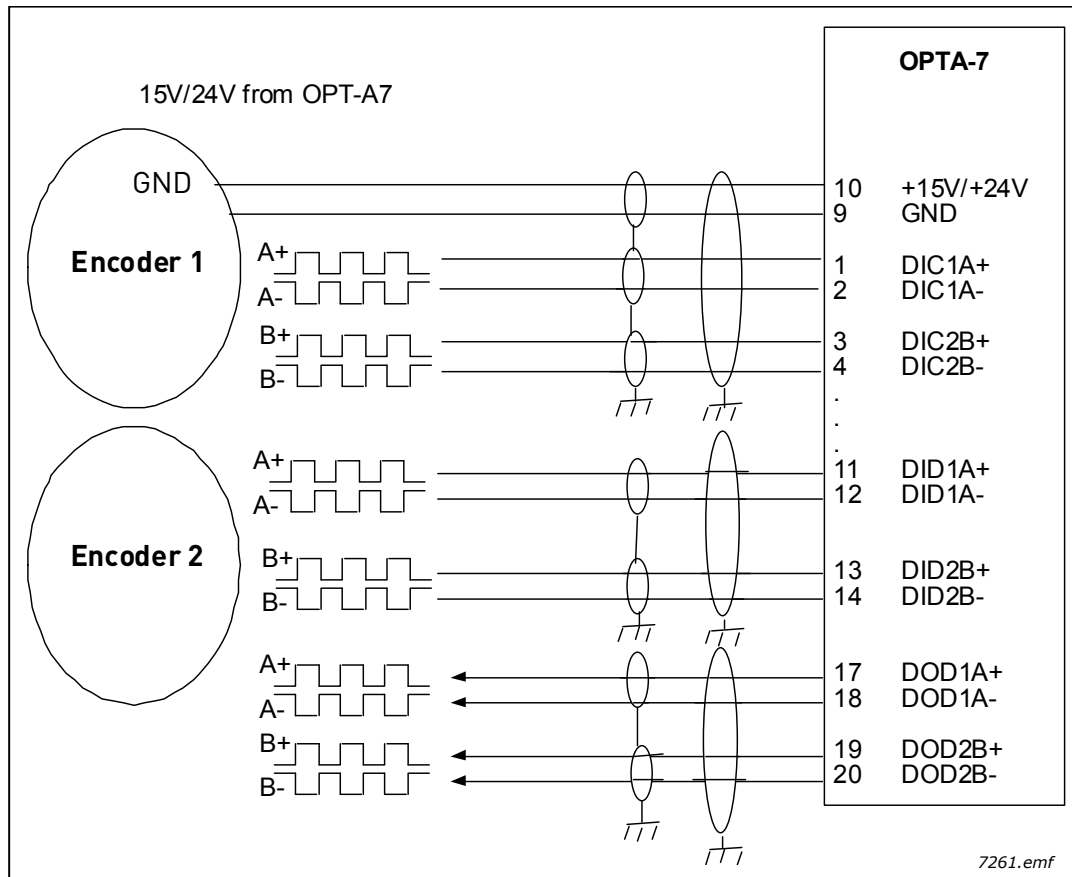 OPTA-7
15V/24V from OPT-A7
GND
10 +15V/+24V
9 GND
Encoder 1
A+
1 DIC1A+
A-
2 DIC1A-
B+
3 DIC2B+
B-
4 DIC2B-
.
.
.
A+
11 DID1A+
A-
12 DID1A-
Encoder 2
B+
13 DID2B+
B-
14 DID2B-
A+
17 DOD1A+
A-
18 DOD1A-
B+
19 DOD2B+
B-
20 DOD2B-
7261.emf